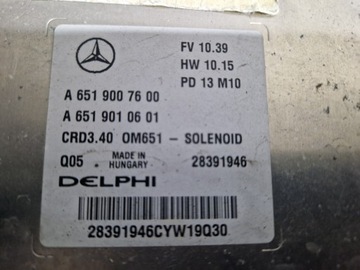 FV 10.39
HW 10.15
PD 13 M10
A 651 900 76 00
A 651 901 06 01
CRD3.40 OM651 – SOLENOID
Q05 MADE IN HUNGARY 28391946
DELPHI
28391946CYW19Q30